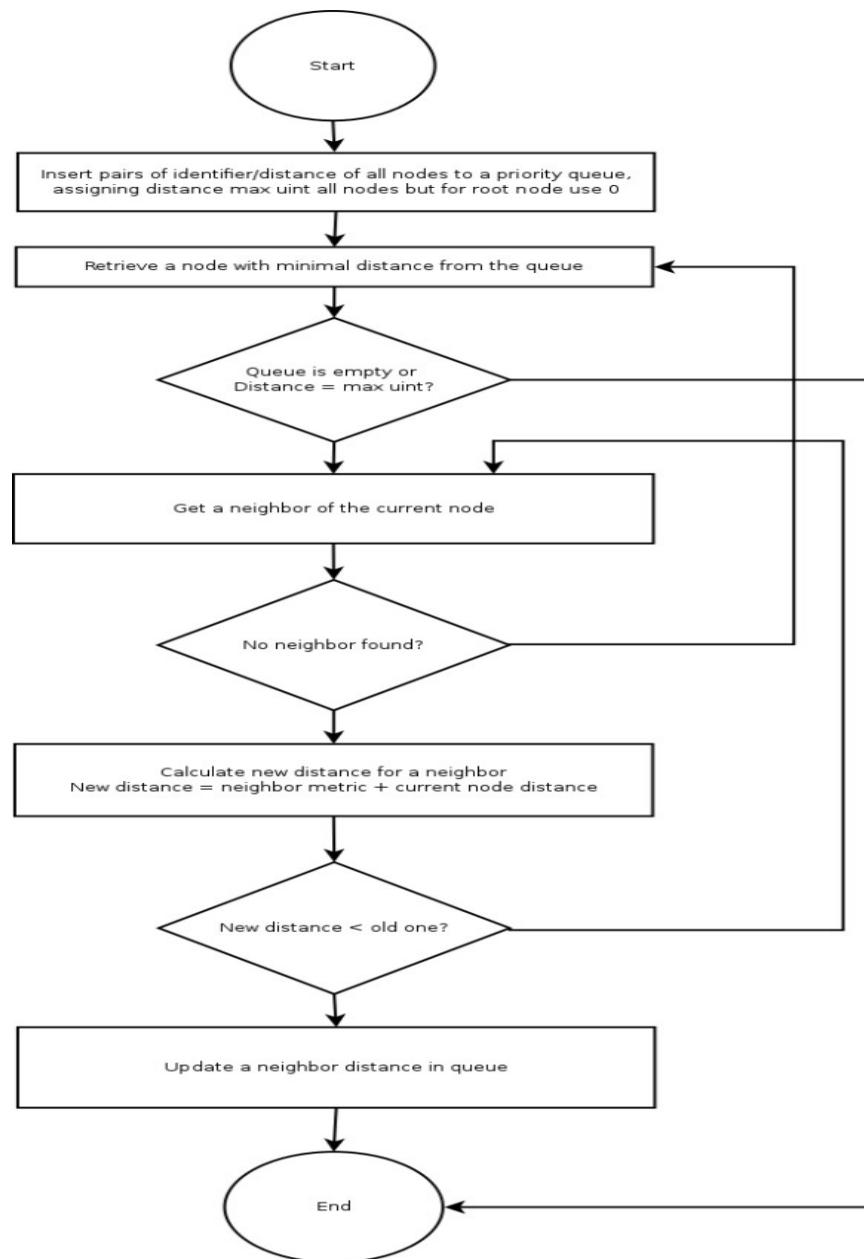 Start
Insert pairs of identifier/distance of all nodes to a priority queue,
assigning distance max uint all nodes but for root node use 0
Retrieve a node with minimal distance from the queue
Queue is empty or
Distance = max uint?
Get a neighbor of the current node
No neighbor found?
Calculate new distance for a neighbor
New distance = neighbor metric + current node distance
New distance < old one?
Update a neighbor distance in queue
End